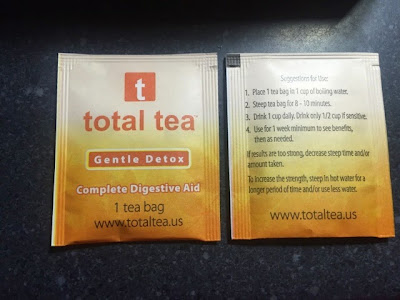 t
total tea™
Gentle Detox
Complete Digestive Aid
1 tea bag
www.totaltea.us
Suggestions for Use:
1. Place 1 tea bag in 1 cup of boiling water.
2. Steep tea bag for 8 - 10 minutes.
3. Drink 1 cup daily. Drink only 1/2 cup if sensitive.
4. Use for 1 week minimum to see benefits,
then as needed.
If results are too strong, decrease steep time and/or
amount taken.
To increase the strength, steep in hot water for a
longer period of time and/or use less water.
www.totaltea.us